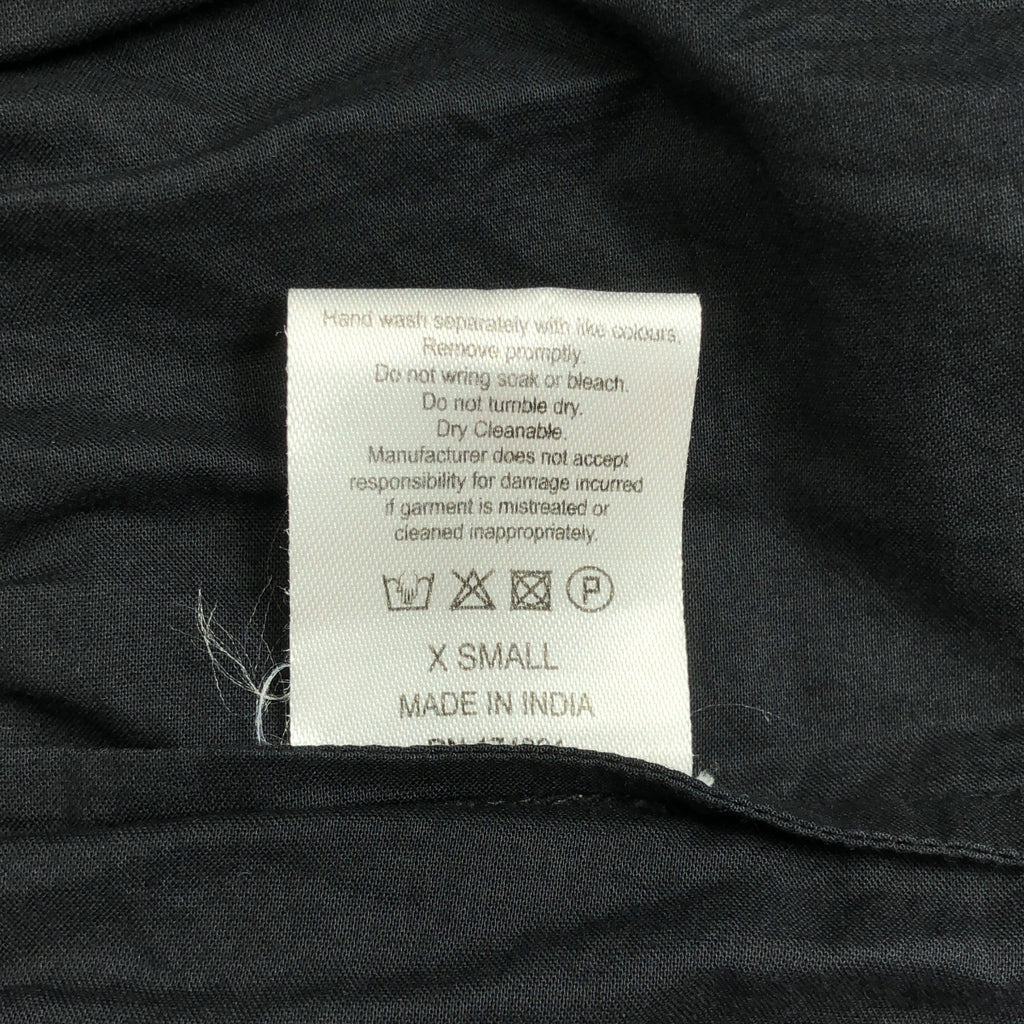 Hand wash separately with like colours.
Remove promptly.
Do not wring soak or bleach.
Do not tumble dry.
Dry Cleanable.
Manufacturer does not accept
responsibility for damage incurred
if garment is mistreated or
cleaned inappropriately.
P
X SMALL
MADE IN INDIA